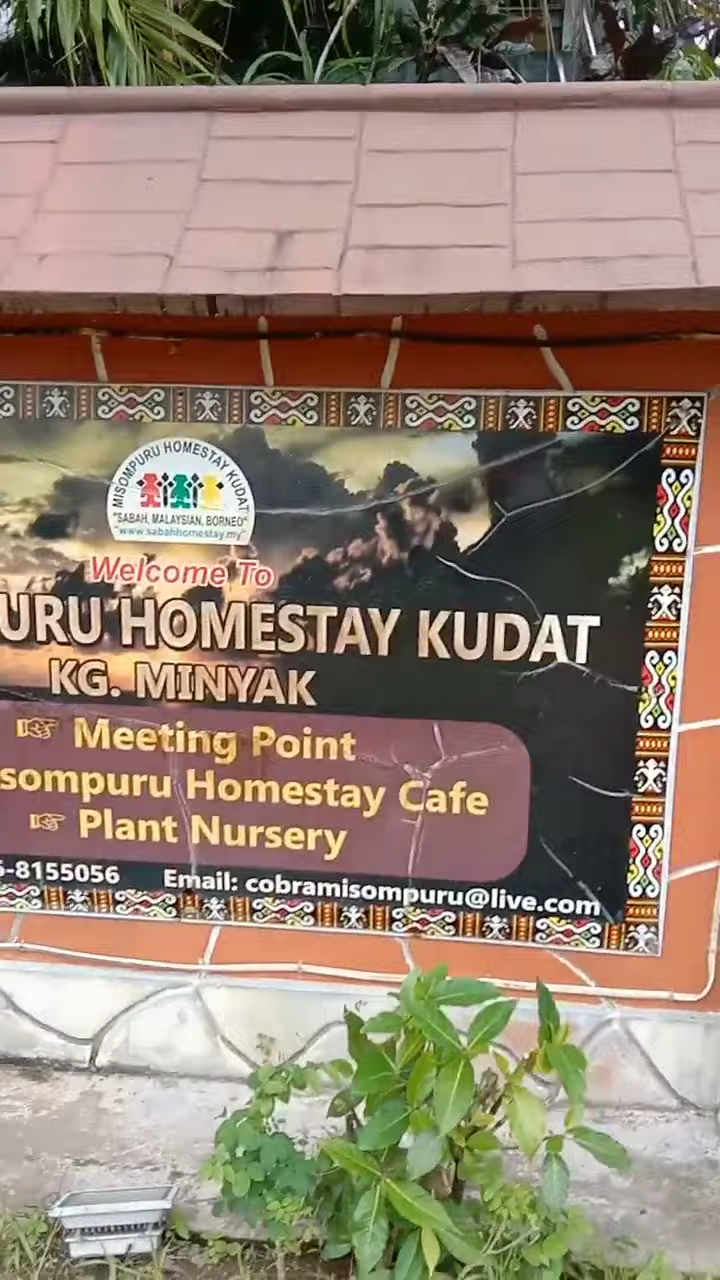 MISOMPURU HOMESTAY KUDAT
"SABAH, MALAYSIAN, BORNEO"
"www.sabahhomestay.my"
Welcome To
URU HOMESTAY KUDAT
KG. MINYAK
Meeting Point
sompuru Homestay Cafe
Plant Nursery
-8155056 Email: cobramisompuru@live.com